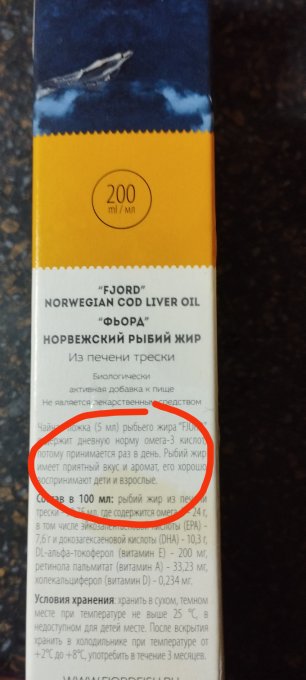 200
ml / мл
"FJORD"
NORWEGIAN COD LIVER OIL
"ФЬОРД"
НОРВЕЖСКИЙ РЫБИЙ ЖИР
Из печени трески
Биологически
активная добавка к пище
Не является лекарственным средством
Чайная ложка (5 мл) рыбьего жира "FJORD"
содержит дневную норму омега-3 кислот,
потому принимается раз в день. Рыбий жир
имеет приятный вкус и аромат, его хорошо
воспринимают дети и взрослые.
Состав в 100 мл: рыбий жир из печени
трески где содержится омега 24 г,
в том числе эйкозапентаеновой кислоты (EPA) -
7,6 г и докозагексаеновой кислоты (DHA) - 10,3 г,
DL-альфа-токоферол (витамин E) - 200 мг,
ретинола пальмитат (витамин A) - 33,23 мг,
холекальциферол (витамин D) - 0,234 мг.
Условия хранения: хранить в сухом, темном
месте при температуре не выше 25 °C, в
недоступном для детей месте. После вскрытия
хранить в холодильнике при температуре от
+2°C до +8°C, употребить в течение 3 месяцев.